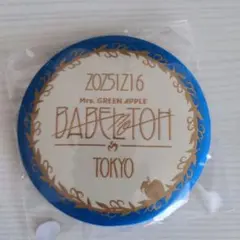 20251216
Mrs. GREEN APPLE
BABEL no TOH
TOKYO